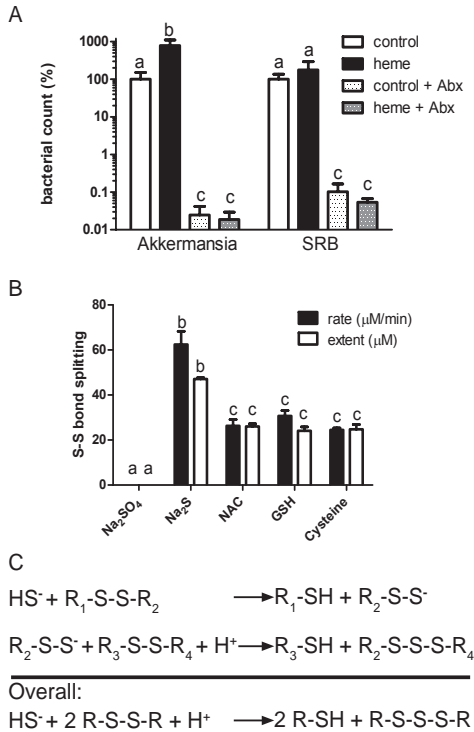 A
bacterial count (%)
1000
100
10
1
0.1
0.01
a
b
c
c
a
a
c
c
Akkermansia
SRB
control
heme
control + Abx
heme + Abx
B
S-S bond splitting
80
60
40
20
0
a a
b
b
c c
c
c
c c
rate (µM/min)
extent (µM)
Na₂SO₄
Na₂S
NAC
GSH
Cysteine
C
HS⁻ + R₁-S-S-R₂ → R₁-SH + R₂-S-S⁻
R₂-S-S⁻ + R₃-S-S-R₄ + H⁺ → R₃-SH + R₂-S-S-S-R₄
Overall:
HS⁻ + 2 R-S-S-R + H⁺ → 2 R-SH + R-S-S-S-R